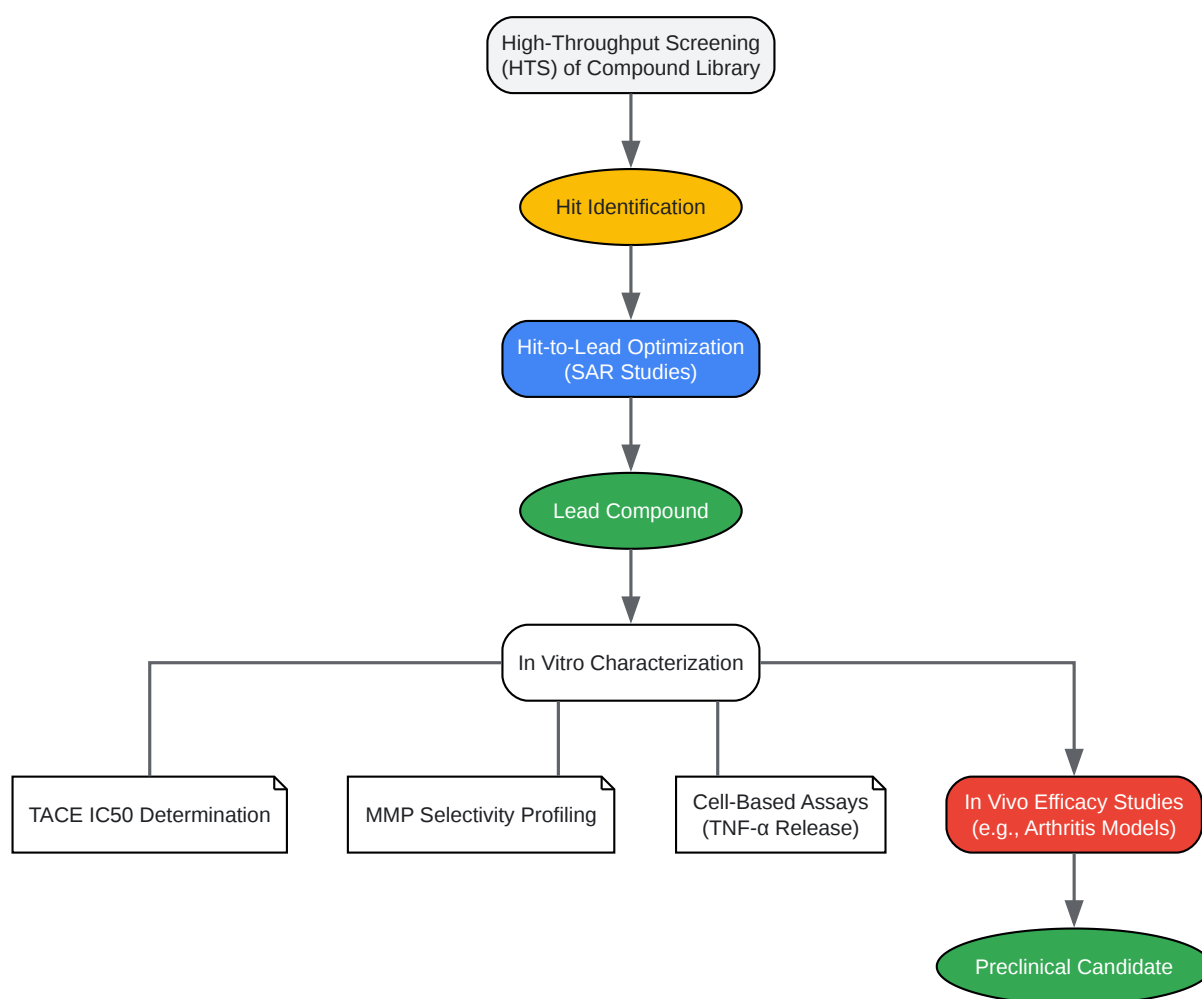 High-Throughput Screening
(HTS) of Compound Library
Hit Identification
Hit-to-Lead Optimization
(SAR Studies)
Lead Compound
In Vitro Characterization
TACE IC50 Determination
MMP Selectivity Profiling
Cell-Based Assays
(TNF-α Release)
In Vivo Efficacy Studies
(e.g., Arthritis Models)
Preclinical Candidate